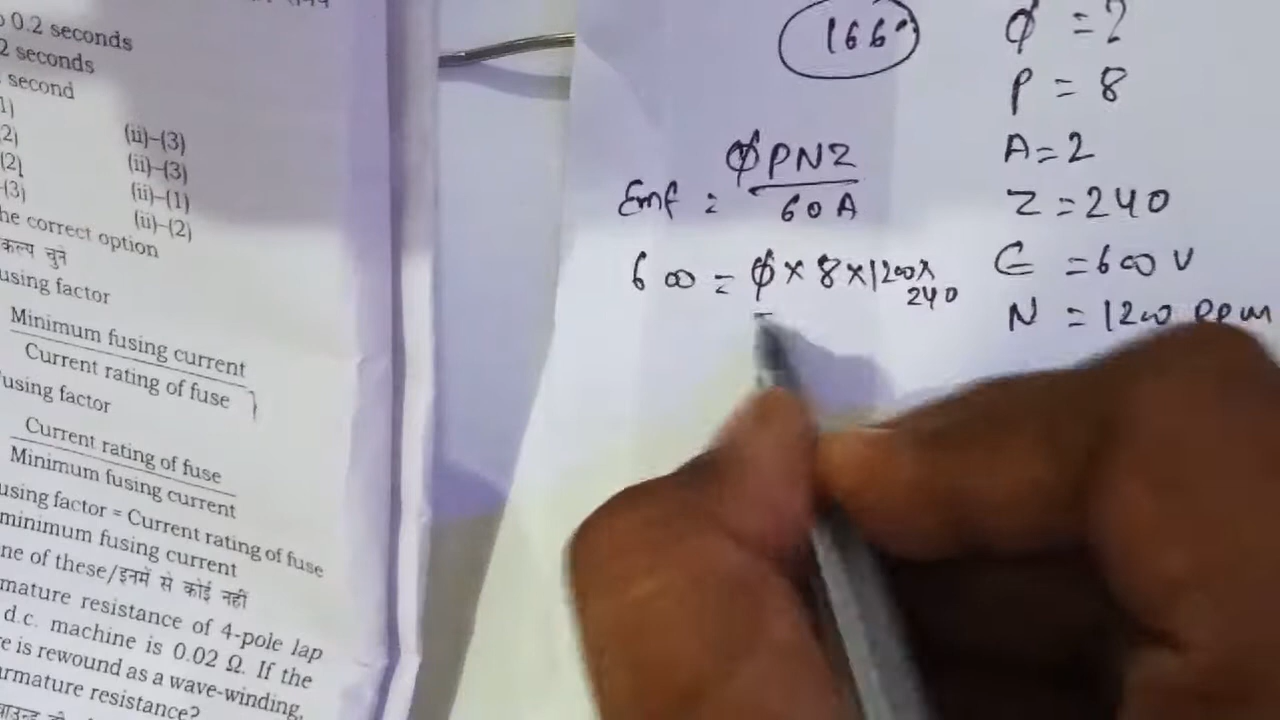 0.2 seconds
2 seconds
second
1)
2) (ii)–(3)
2) (ii)–(3)
-(3) (ii)–(1)
(ii)–(2)
he correct option
चुनें
using factor
Minimum fusing current
Current rating of fuse
using factor
Current rating of fuse
Minimum fusing current
using factor = Current rating of fuse
minimum fusing current
ne of these/इनमें से कोई नहीं
mature resistance of 4-pole lap
d.c. machine is 0.02 Ω. If the
e is rewound as a wave-winding,
rmature resistance?
166
Emf = ϕPNZ
60A
600 = ϕ × 8 × 1200 ×
240
ϕ = ?
P = 8
A = 2
Z = 240
E = 600 V
N = 1200 rpm